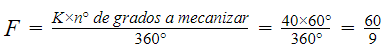 F = K×n° de grados a mecanizar / 360° = 40×60° / 360° = 60 / 9